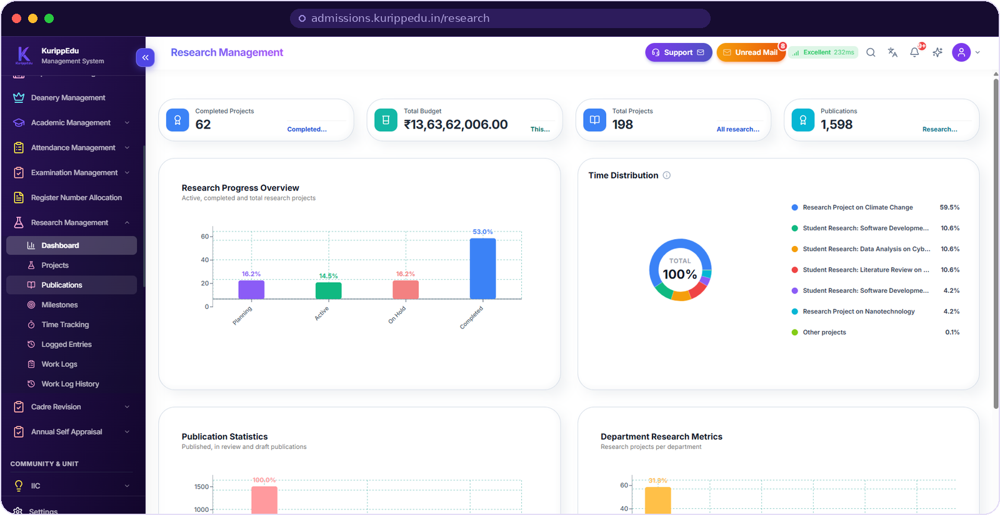 admissions.kurippedu.in/research
KurippEdu
Management System
KurippEdu
Research Management
Support
Unread Mail
8
Excellent 232ms
9+
Deanery Management
Academic Management
Attendance Management
Examination Management
Register Number Allocation
Research Management
Dashboard
Projects
Publications
Milestones
Time Tracking
Logged Entries
Work Logs
Work Log History
Cadre Revision
Annual Self Appraisal
COMMUNITY & UNIT
IIC
Settings
Completed Projects
62
Completed...
Total Budget
₹13,63,62,006.00
This...
Total Projects
198
All research...
Publications
1,598
Research...
Research Progress Overview
Active, completed and total research projects
60
40
20
0
16.2%
14.5%
16.2%
53.0%
Planning
Active
On Hold
Completed
Time Distribution
TOTAL
100%
Research Project on Climate Change 59.5%
Student Research: Software Developme... 10.6%
Student Research: Data Analysis on Cyb... 10.6%
Student Research: Literature Review on ... 10.6%
Student Research: Software Developme... 4.2%
Research Project on Nanotechnology 4.2%
Other projects 0.1%
Publication Statistics
Published, in review and draft publications
1500
1000
100.0%
Department Research Metrics
Research projects per department
60
40
31.8%